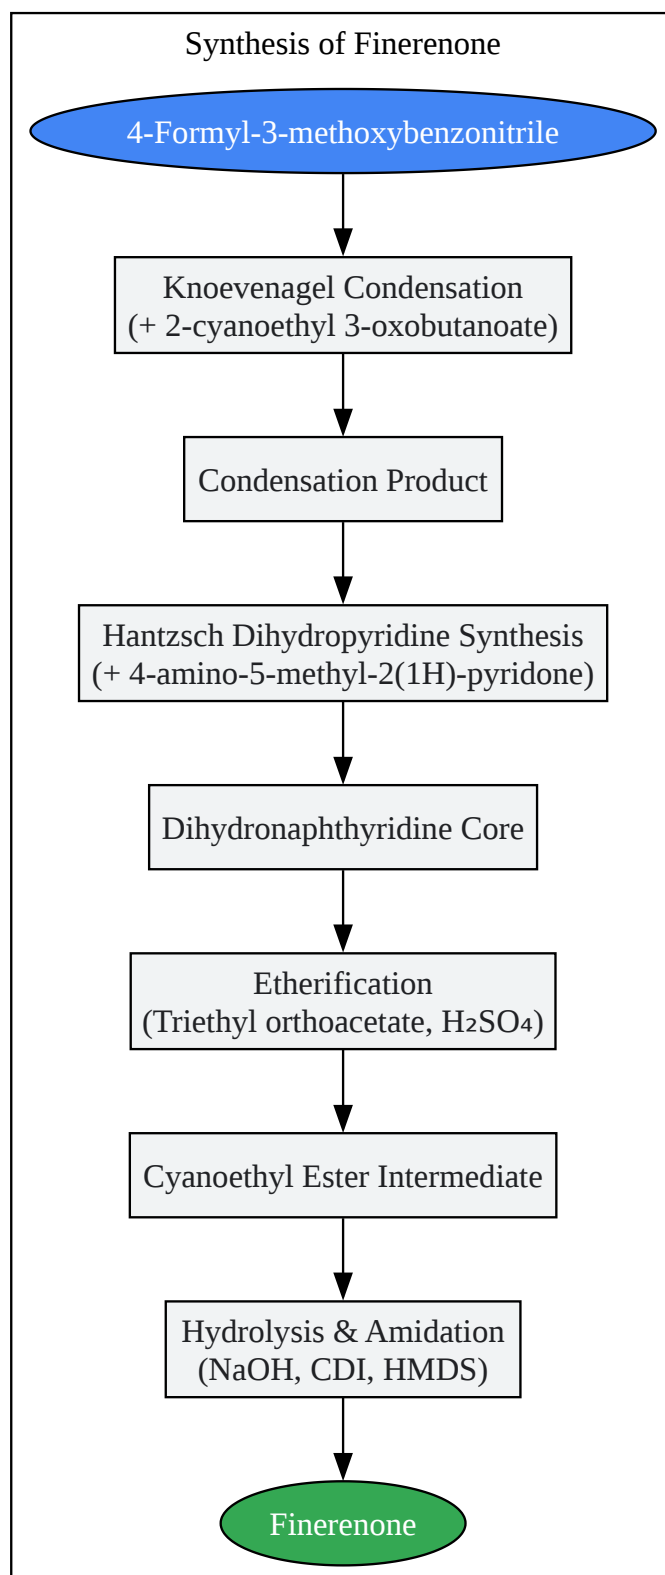 Synthesis of Finerenone
4-Formyl-3-methoxybenzonitrile
Knoevenagel Condensation
(+ 2-cyanoethyl 3-oxobutanoate)
Condensation Product
Hantzsch Dihydropyridine Synthesis
(+ 4-amino-5-methyl-2(1H)-pyridone)
Dihydronaphthyridine Core
Etherification
(Triethyl orthoacetate, H₂SO₄)
Cyanoethyl Ester Intermediate
Hydrolysis & Amidation
(NaOH, CDI, HMDS)
Finerenone